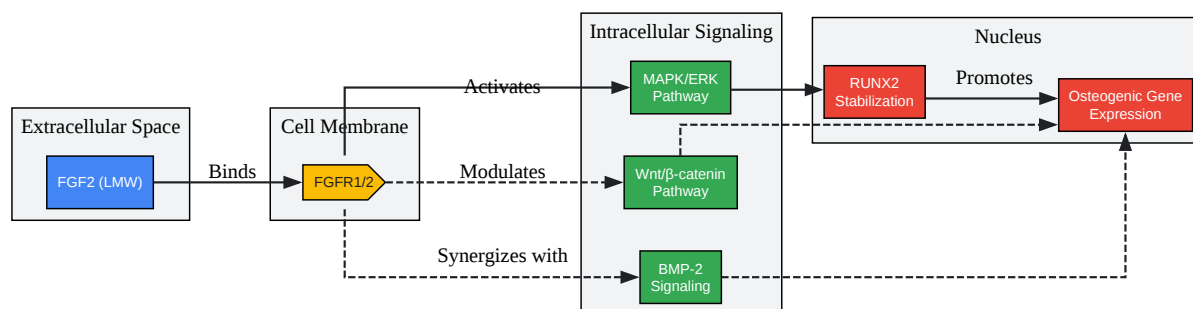 Extracellular Space
FGF2 (LMW)
Binds
Cell Membrane
FGFR1/2
Activates
Modulates
Synergizes with
Intracellular Signaling
MAPK/ERK
Pathway
Wnt/β-catenin
Pathway
BMP-2
Signaling
Nucleus
RUNX2
Stabilization
Promotes
Osteogenic Gene
Expression